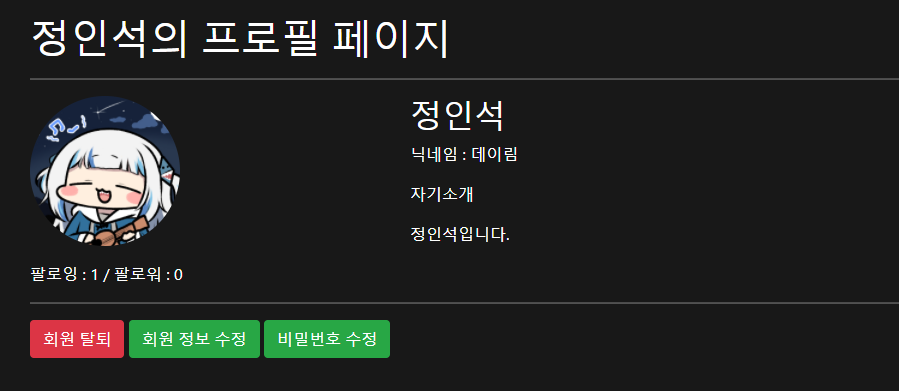 정인석의 프로필 페이지
정인석
닉네임 : 데이림
자기소개
정인석입니다.
팔로잉 : 1 / 팔로워 : 0
회원 탈퇴 회원 정보 수정 비밀번호 수정